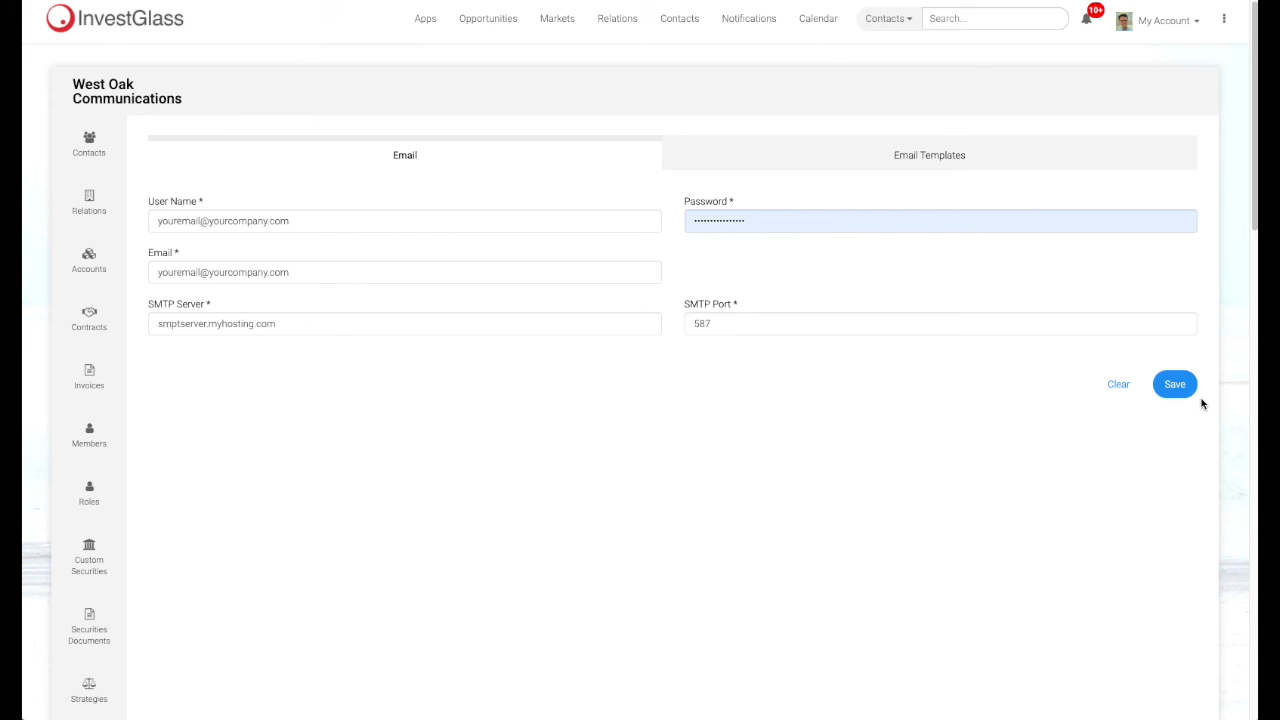 InvestGlass
Apps Opportunities Markets Relations Contacts Notifications Calendar Contacts Search... 10+ My Account
West Oak
Communications
Contacts
Relations
Accounts
Contracts
Invoices
Members
Roles
Custom
Securities
Securities
Documents
Strategies
Email Email Templates
User Name * Password *
youremail@yourcompany.com ••••••••••••••••
Email *
youremail@yourcompany.com
SMTP Server * SMTP Port *
smptserver.myhosting.com 587
Clear Save